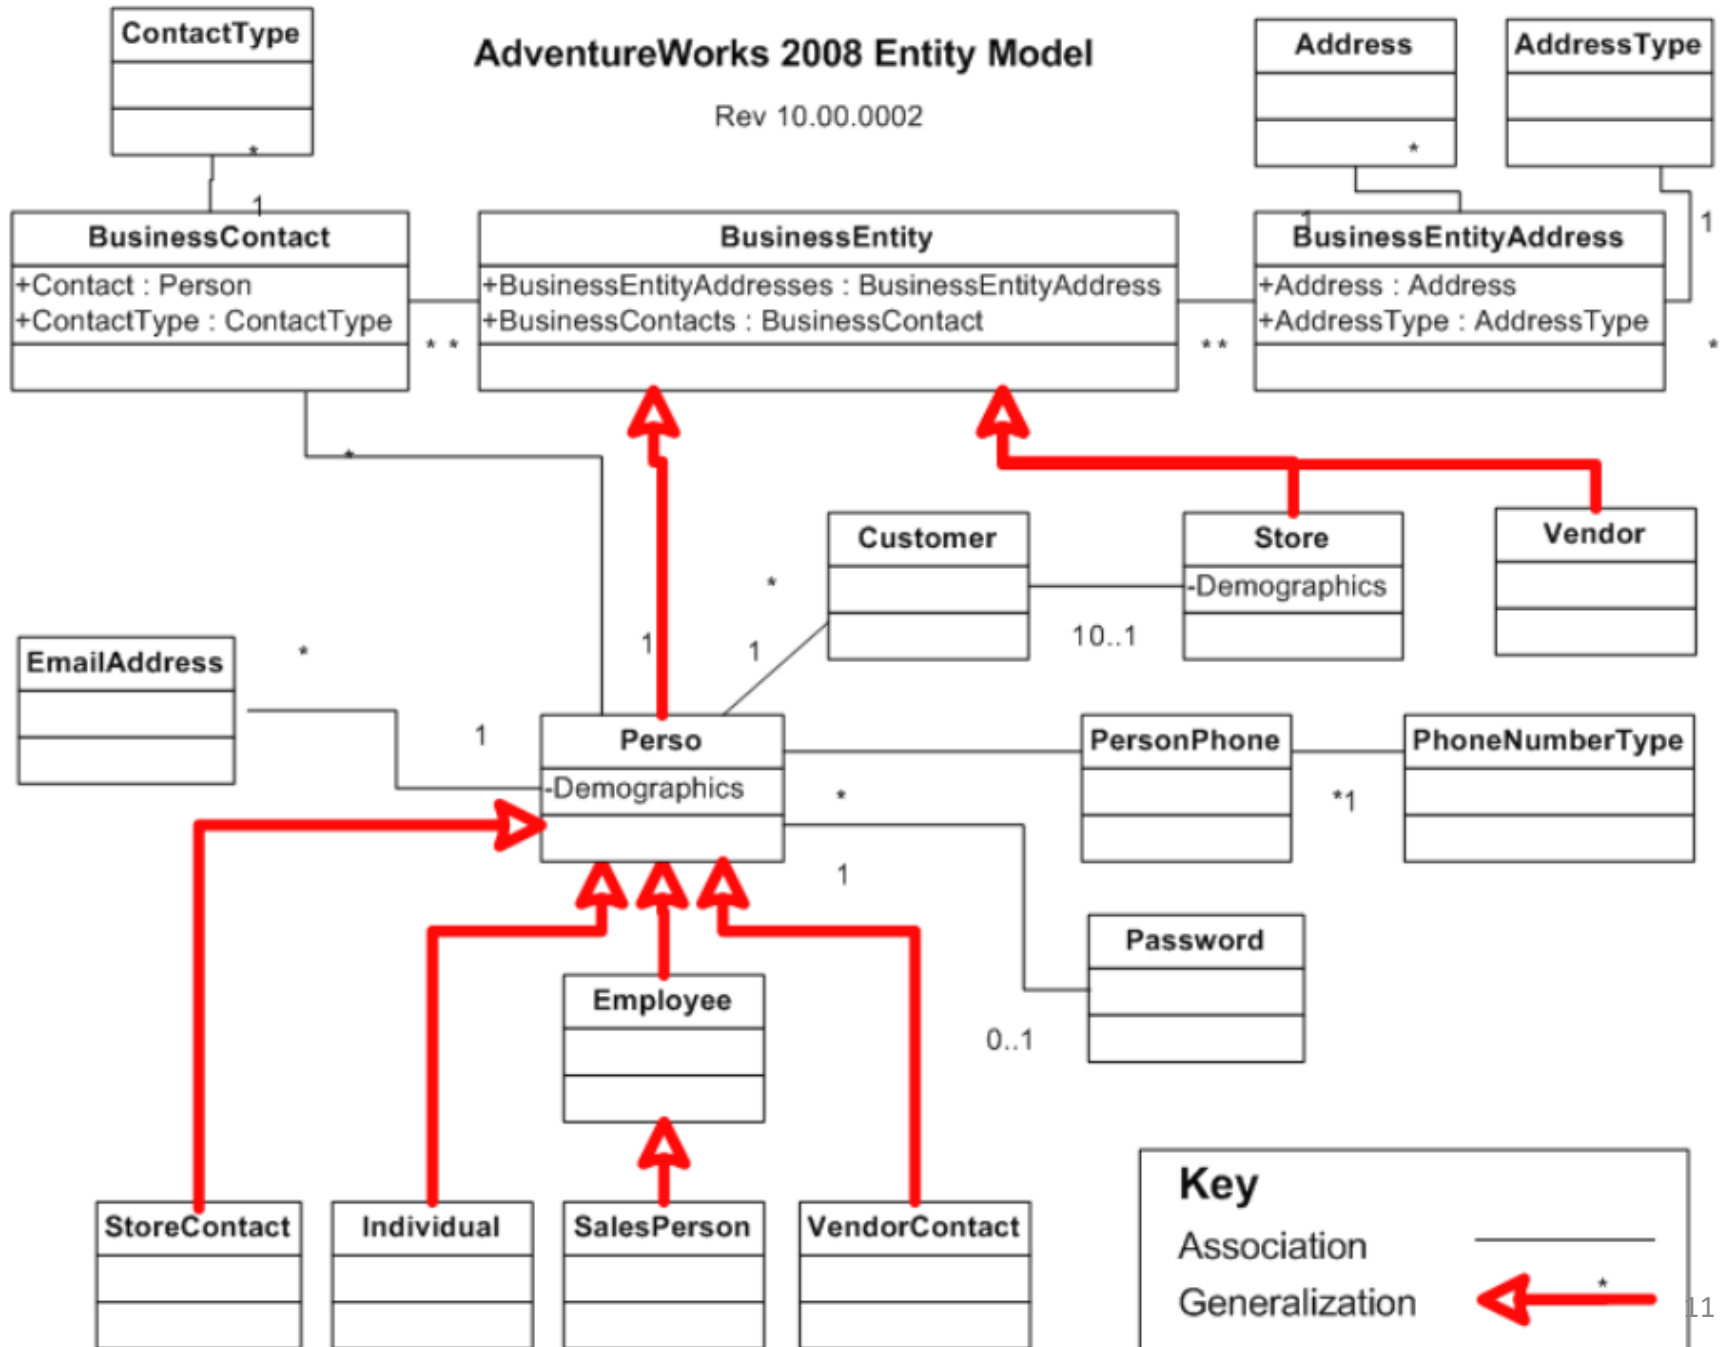 ContactType
AdventureWorks 2008 Entity Model
Rev 10.00.0002
Address
AddressType
*
1
*
1
1
BusinessContact
+Contact : Person
+ContactType : ContactType
* *
BusinessEntity
+BusinessEntityAddresses : BusinessEntityAddress
+BusinessContacts : BusinessContact
**
BusinessEntityAddress
+Address : Address
+AddressType : AddressType
*
*
Customer
Store
-Demographics
Vendor
*
1
1
10..1
EmailAddress
*
1
Perso
-Demographics
PersonPhone
PhoneNumberType
*
*1
1
Password
0..1
Employee
StoreContact
Individual
SalesPerson
VendorContact
Key
Association
Generalization
*
11